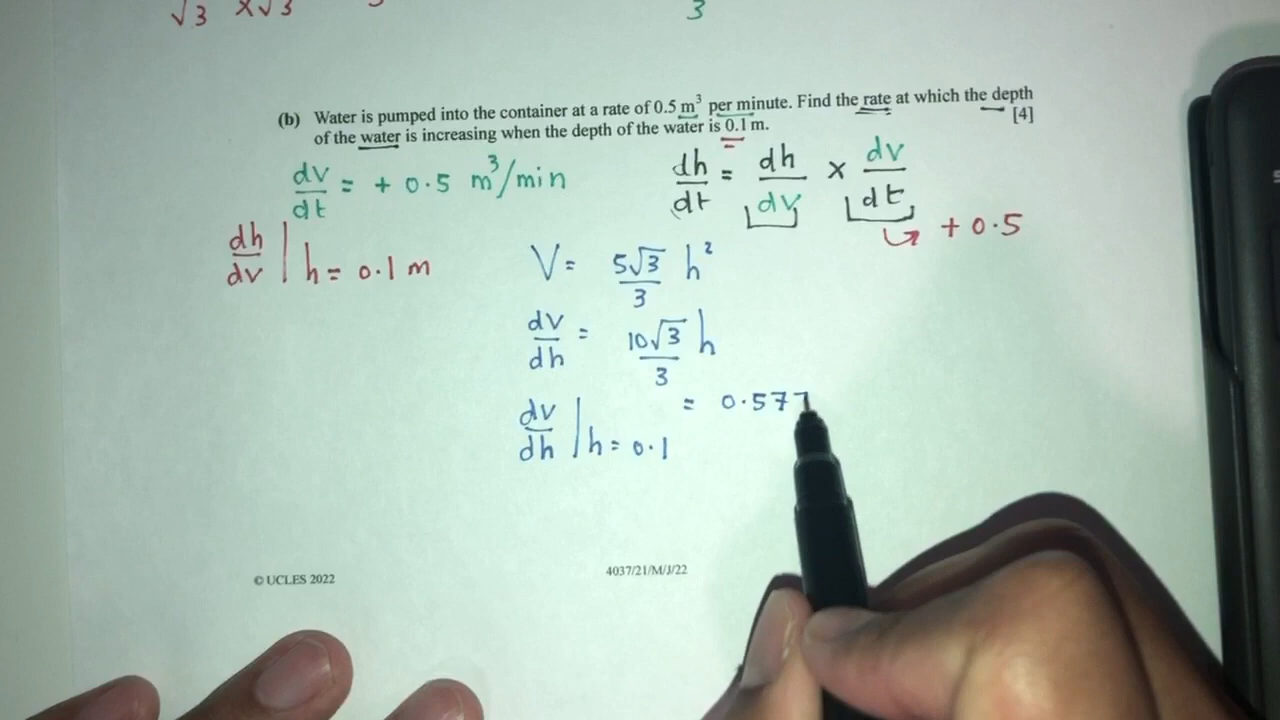 √3 ×√3 3
(b) Water is pumped into the container at a rate of 0.5 m³ per minute. Find the rate at which the depth
of the water is increasing when the depth of the water is 0.1 m. [4]
dv/dt = + 0.5 m³/min
dh/dt = dh/dv × dv/dt
+ 0.5
dh/dv | h = 0.1 m
V = 5√3/3 h²
dv/dh = 10√3/3 h
dv/dh | h = 0.1 = 0.577
© UCLES 2022
4037/21/M/J/22